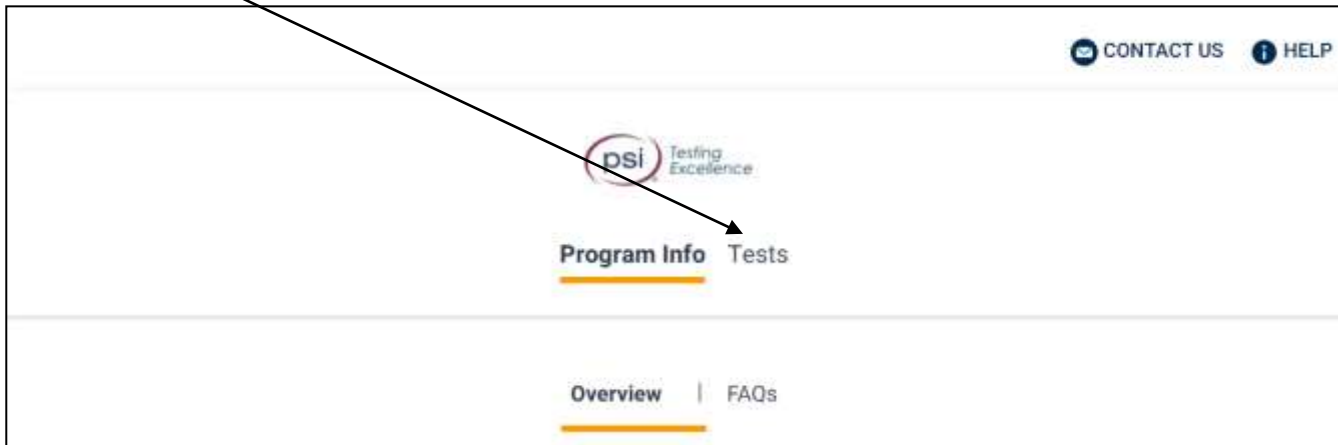 CONTACT US HELP
psi Testing
Excellence
Program Info Tests
Overview | FAQs